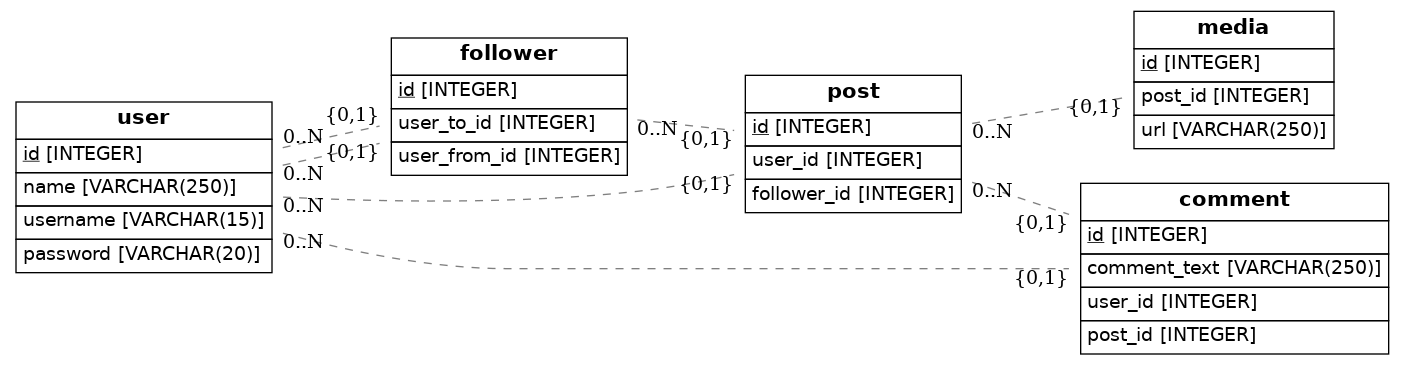 user
id [INTEGER]
name [VARCHAR(250)]
username [VARCHAR(15)]
password [VARCHAR(20)]
0..N
{0,1}
0..N
{0,1}
0..N
{0,1}
0..N
{0,1}
follower
id [INTEGER]
user_to_id [INTEGER]
user_from_id [INTEGER]
0..N
{0,1}
post
id [INTEGER]
user_id [INTEGER]
follower_id [INTEGER]
0..N
{0,1}
0..N
{0,1}
media
id [INTEGER]
post_id [INTEGER]
url [VARCHAR(250)]
comment
id [INTEGER]
comment_text [VARCHAR(250)]
user_id [INTEGER]
post_id [INTEGER]